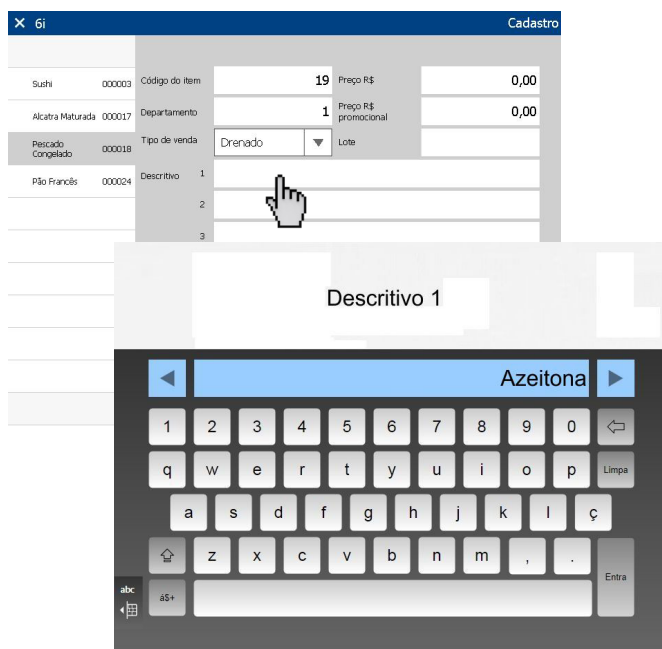 ✕ 6i Cadastro
Sushi 000003
Alcatra Maturada 000017
Pescado Congelado 000018
Pão Francês 000024
Código do item 19 Preço R$ 0,00
Departamento 1 Preço R$ promocional 0,00
Tipo de venda Drenado Lote
Descritivo 1
2
3
Descritivo 1
Azeitona
1 2 3 4 5 6 7 8 9 0
q w e r t y u i o p Limpa
a s d f g h j k l ç
z x c v b n m , . Entra
abc
à$+